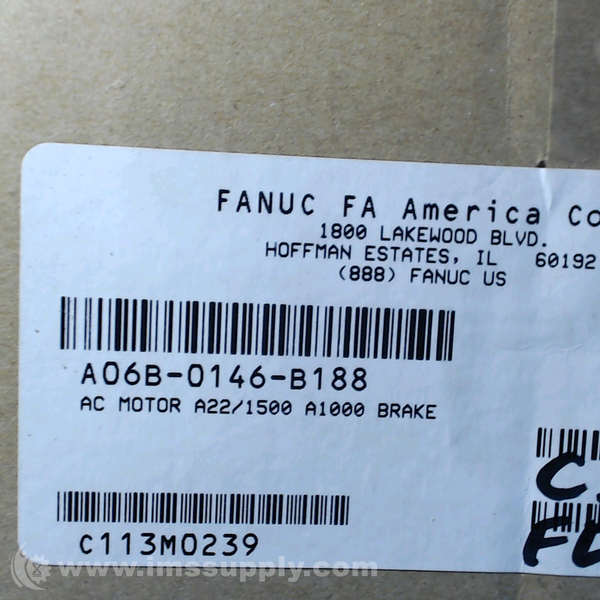 FANUC FA America
1800 LAKEWOOD BLVD.
HOFFMAN ESTATES, IL 60192
(888) FANUC US
A06B-0146-B188
AC MOTOR A22/1500 A1000 BRAKE
C113M0239
www.imssupply.com